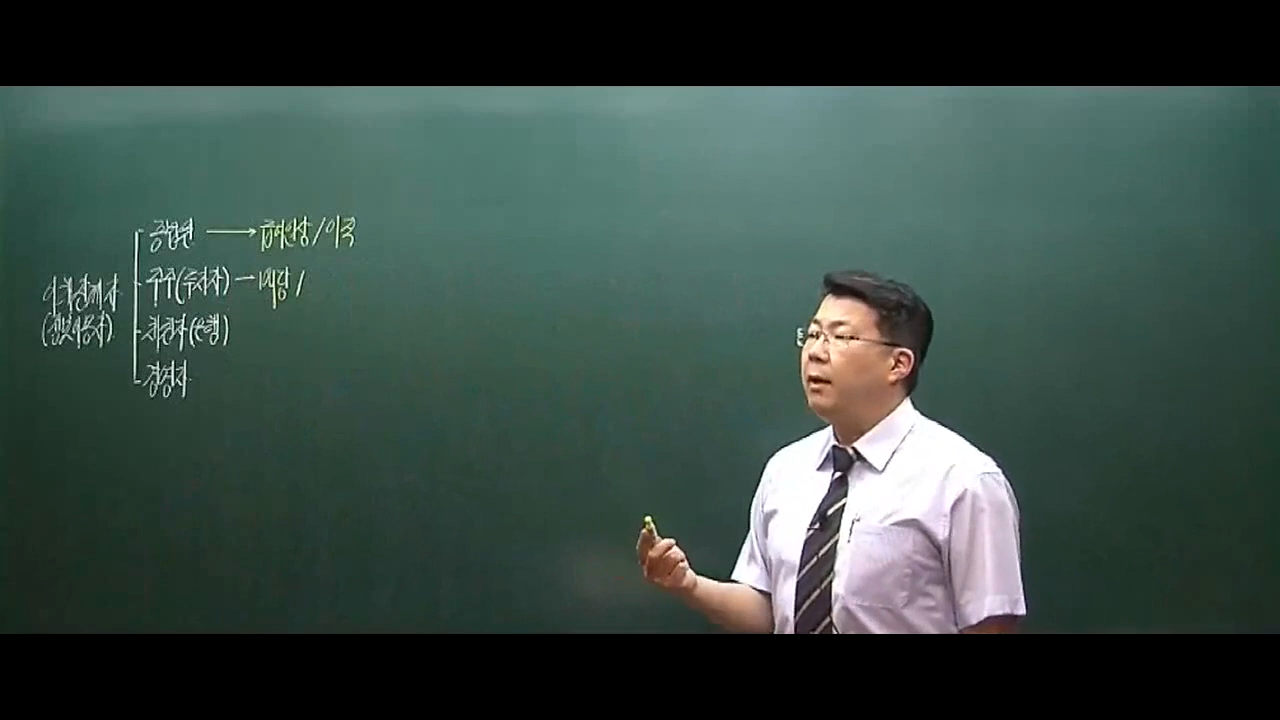 종업원 → 급여인상 / 이직
이해관계자
주주(투자자) — 배당 /
(정보이용자)
채권자(은행)
경영자